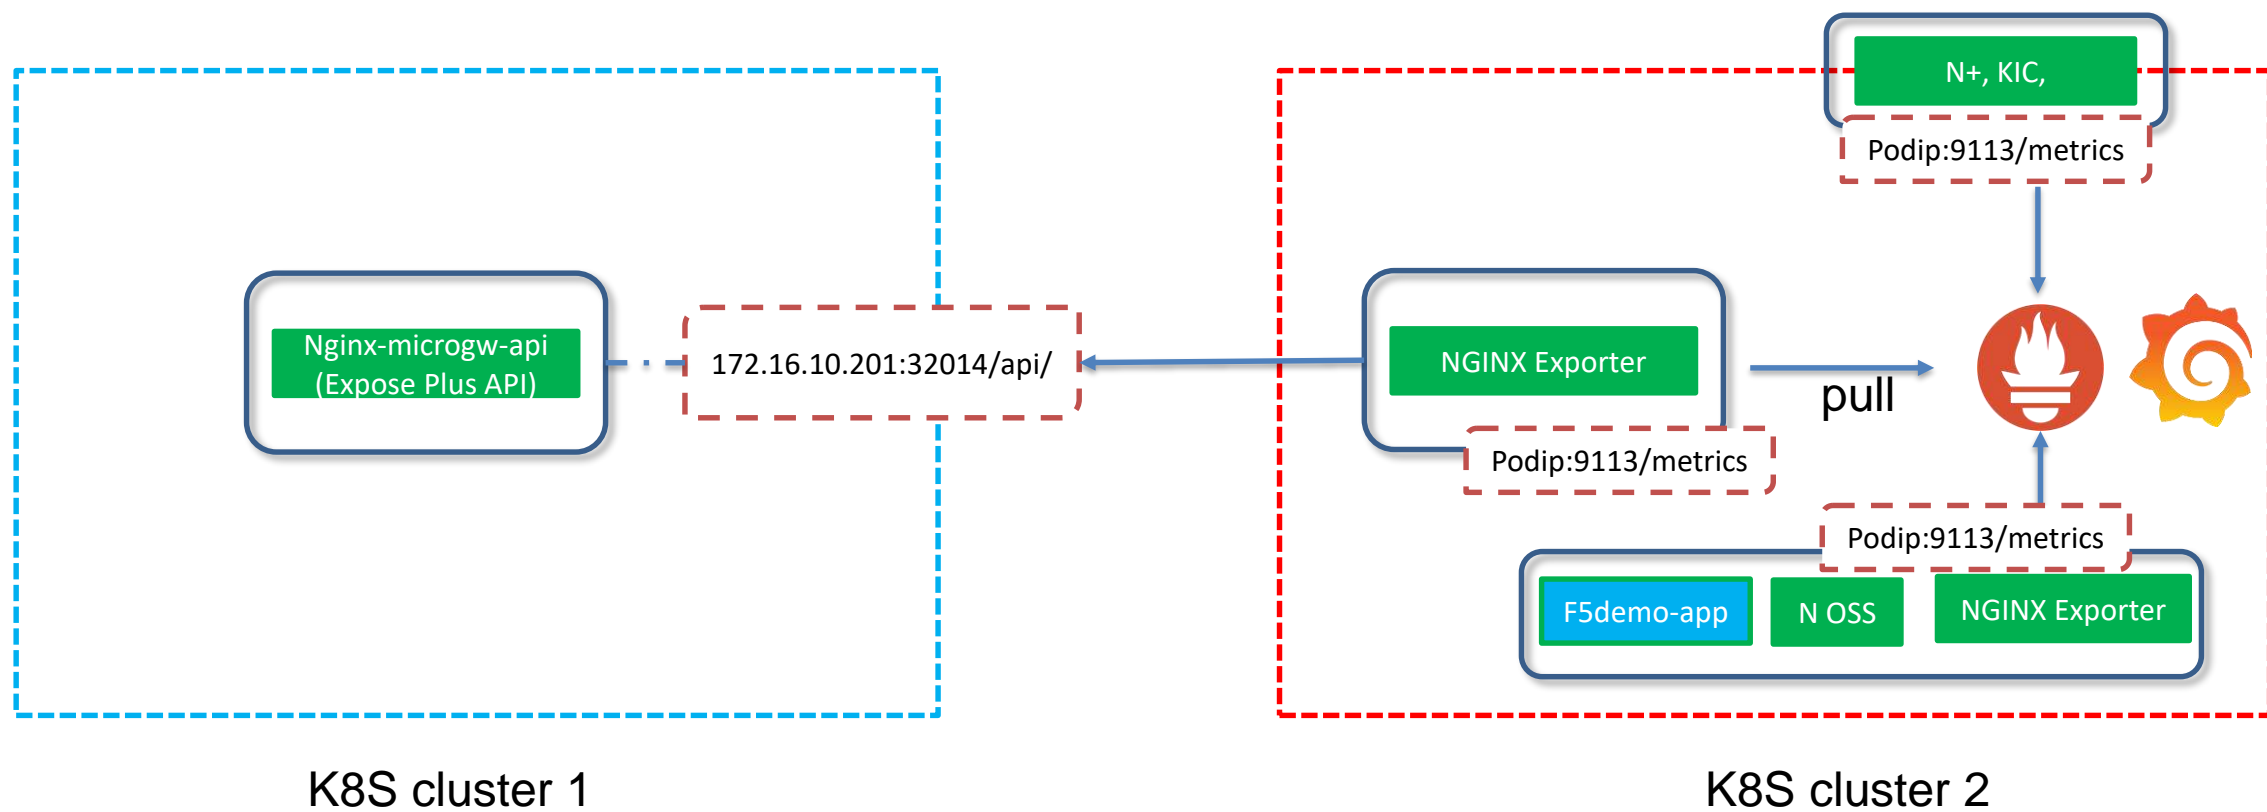 N+, KIC,
Podip:9113/metrics
Nginx-microgw-api
(Expose Plus API)
172.16.10.201:32014/api/
NGINX Exporter
pull
Podip:9113/metrics
Podip:9113/metrics
F5demo-app
N OSS
NGINX Exporter
K8S cluster 1
K8S cluster 2